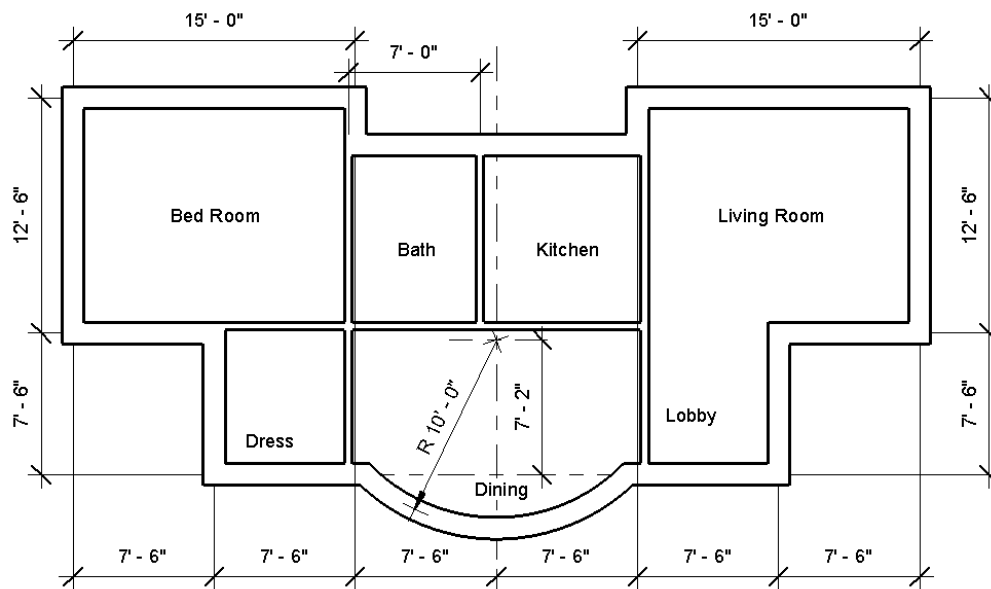 15' - 0"
15' - 0"
7' - 0"
12' - 6"
Bed Room
Living Room
12' - 6"
Bath
Kitchen
7' - 6"
R 10' - 0"
7' - 2"
7' - 6"
Lobby
Dress
Dining
7' - 6"
7' - 6"
7' - 6"
7' - 6"
7' - 6"
7' - 6"